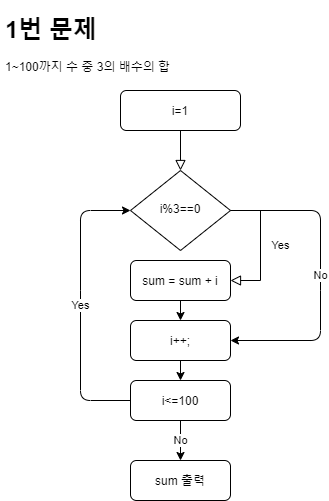 1번 문제
1~100까지 수 중 3의 배수의 합
i=1
i%3==0
Yes
No
sum = sum + i
Yes
i++;
i<=100
No
sum 출력